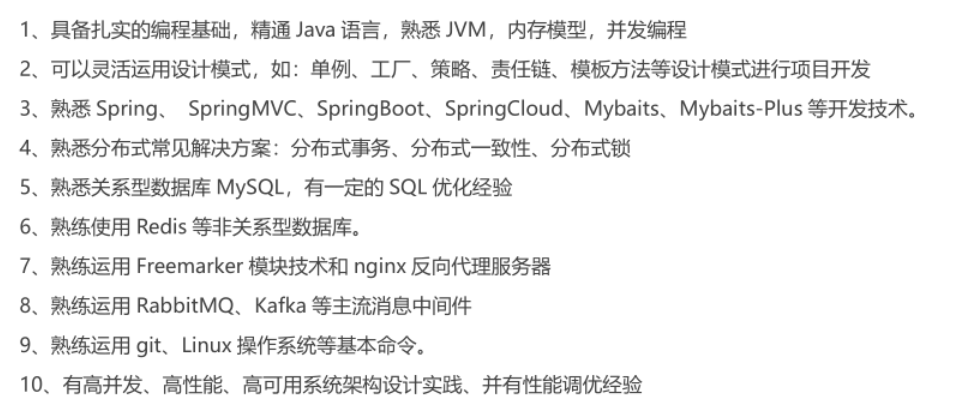 1、具备扎实的编程基础，精通 Java 语言，熟悉 JVM，内存模型，并发编程
2、可以灵活运用设计模式，如：单例、工厂、策略、责任链、模板方法等设计模式进行项目开发
3、熟悉 Spring、 SpringMVC、SpringBoot、SpringCloud、Mybaits、Mybaits-Plus 等开发技术。
4、熟悉分布式常见解决方案：分布式事务、分布式一致性、分布式锁
5、熟悉关系型数据库 MySQL，有一定的 SQL 优化经验
6、熟练使用 Redis 等非关系型数据库。
7、熟练运用 Freemarker 模块技术和 nginx 反向代理服务器
8、熟练运用 RabbitMQ、Kafka 等主流消息中间件
9、熟练运用 git、Linux 操作系统等基本命令。
10、有高并发、高性能、高可用系统架构设计实践、并有性能调优经验